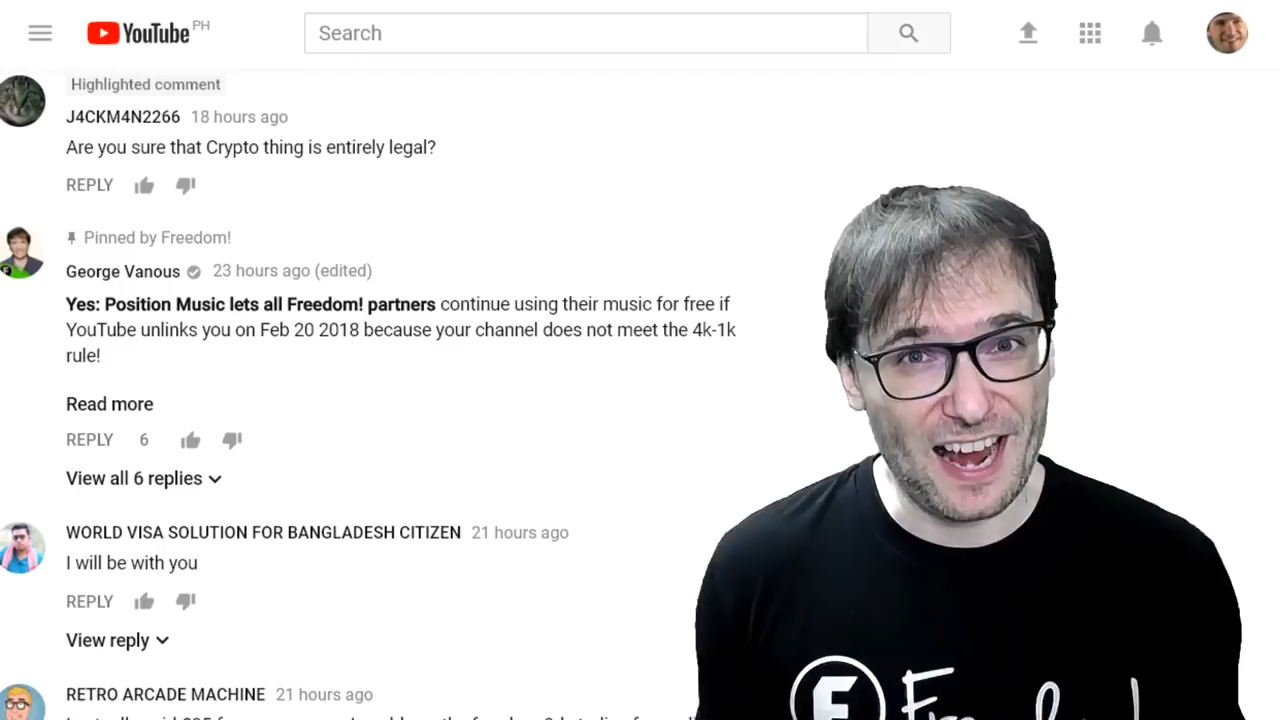 YouTube PH
Search
Highlighted comment
J4CKM4N2266 18 hours ago
Are you sure that Crypto thing is entirely legal?
REPLY
Pinned by Freedom!
George Vanous 23 hours ago (edited)
Yes: Position Music lets all Freedom! partners continue using their music for free if
YouTube unlinks you on Feb 20 2018 because your channel does not meet the 4k-1k
rule!
Read more
REPLY 6
View all 6 replies
WORLD VISA SOLUTION FOR BANGLADESH CITIZEN 21 hours ago
I will be with you
REPLY
View reply
RETRO ARCADE MACHINE 21 hours ago